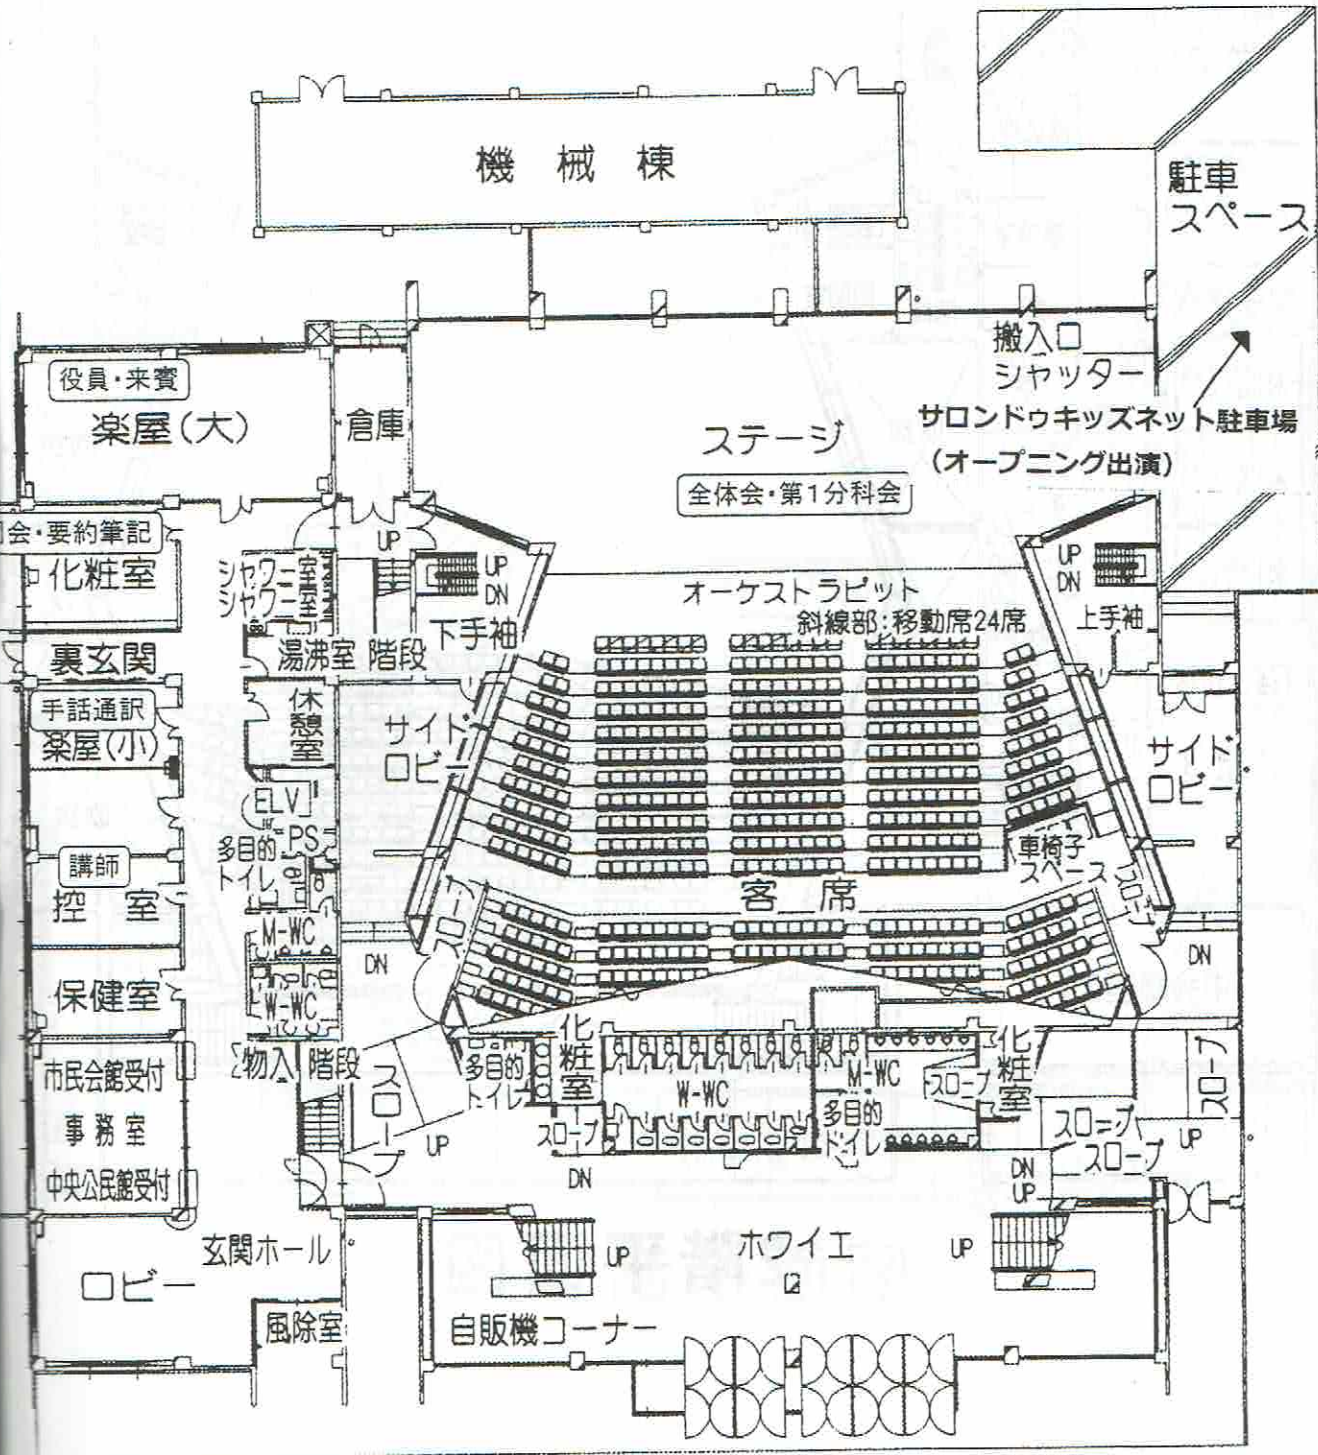 機械棟
駐車
スペース
搬入口
シャッター
サロンドゥキッズネット駐車場
(オープニング出演)
役員・来賓
楽屋(大)
倉庫
ステージ
全体会・第1分科会
会・要約筆記
化粧室
シャワー室
シャワー室
UP
UP
DN
UP
DN
オーケストラピット
斜線部:移動席24席
下手袖
上手袖
裏玄関
湯沸室
階段
手話通訳
楽屋(小)
休憩室
サイド
ロビー
サイド
ロビー
ELV
PS
多目的
トイレ
講師
控室
車椅子
スペース
スロープ
スロープ
客席
M-WC
DN
DN
保健室
W-WC
物入
階段
スロープ
多目的
トイレ
化粧室
W-WC
M-WC
スロープ
多目的
トイレ
化粧室
スロープ
市民会館受付
事務室
中央公民館受付
スロープ
スロープ
スロープ
UP
UP
DN
DN
UP
玄関ホール
ロビー
UP
ホワイエ
UP
風除室
自販機コーナー